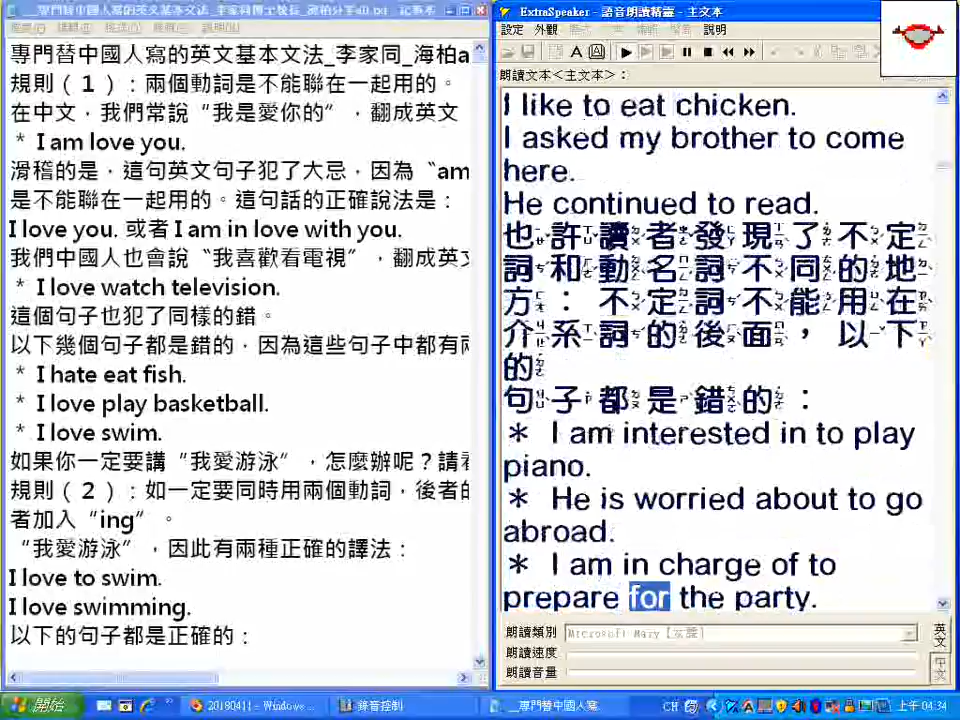 專門替中國人寫的英文基本文法_李家同_海柏a
規則（１）：兩個動詞是不能聯在一起用的。
在中文，我們常說“我是愛你的”，翻成英文
＊ I am love you.
滑稽的是，這句英文句子犯了大忌，因為“am
是不能聯在一起用的。這句話的正確說法是：
I love you. 或者 I am in love with you.
我們中國人也會說“我喜歡看電視”，翻成英文
＊ I love watch television.
這個句子也犯了同樣的錯。
以下幾個句子都是錯的，因為這些句子中都有兩
＊ I hate eat fish.
＊ I love play basketball.
＊ I love swim.
如果你一定要講“我愛游泳”，怎麼辦呢？請看
規則（２）：如一定要同時用兩個動詞，後者的
者加入“ing”。
“我愛游泳”，因此有兩種正確的譯法：
I love to swim.
I love swimming.
以下的句子都是正確的：
ExtraSpeaker - 語音朗讀精靈 - 主文本
設定 外觀 說明
朗讀文本<主文本>：
I like to eat chicken.
I asked my brother to come
here.
He continued to read.
也許讀者發現了不定
詞和動名詞不同的地
方：不定詞不能用在
介系詞的後面，以下
的
句子都是錯的：
＊ I am interested in to play
piano.
＊ He is worried about to go
abroad.
＊ I am in charge of to
prepare for the party.
朗讀類別 Microsoft Mary【英聲】
朗讀速度
朗讀音量
英文
中文
開始
20180411 - Windows ...
錄音控制
__專門替中國人寫
CH
上午 04:34